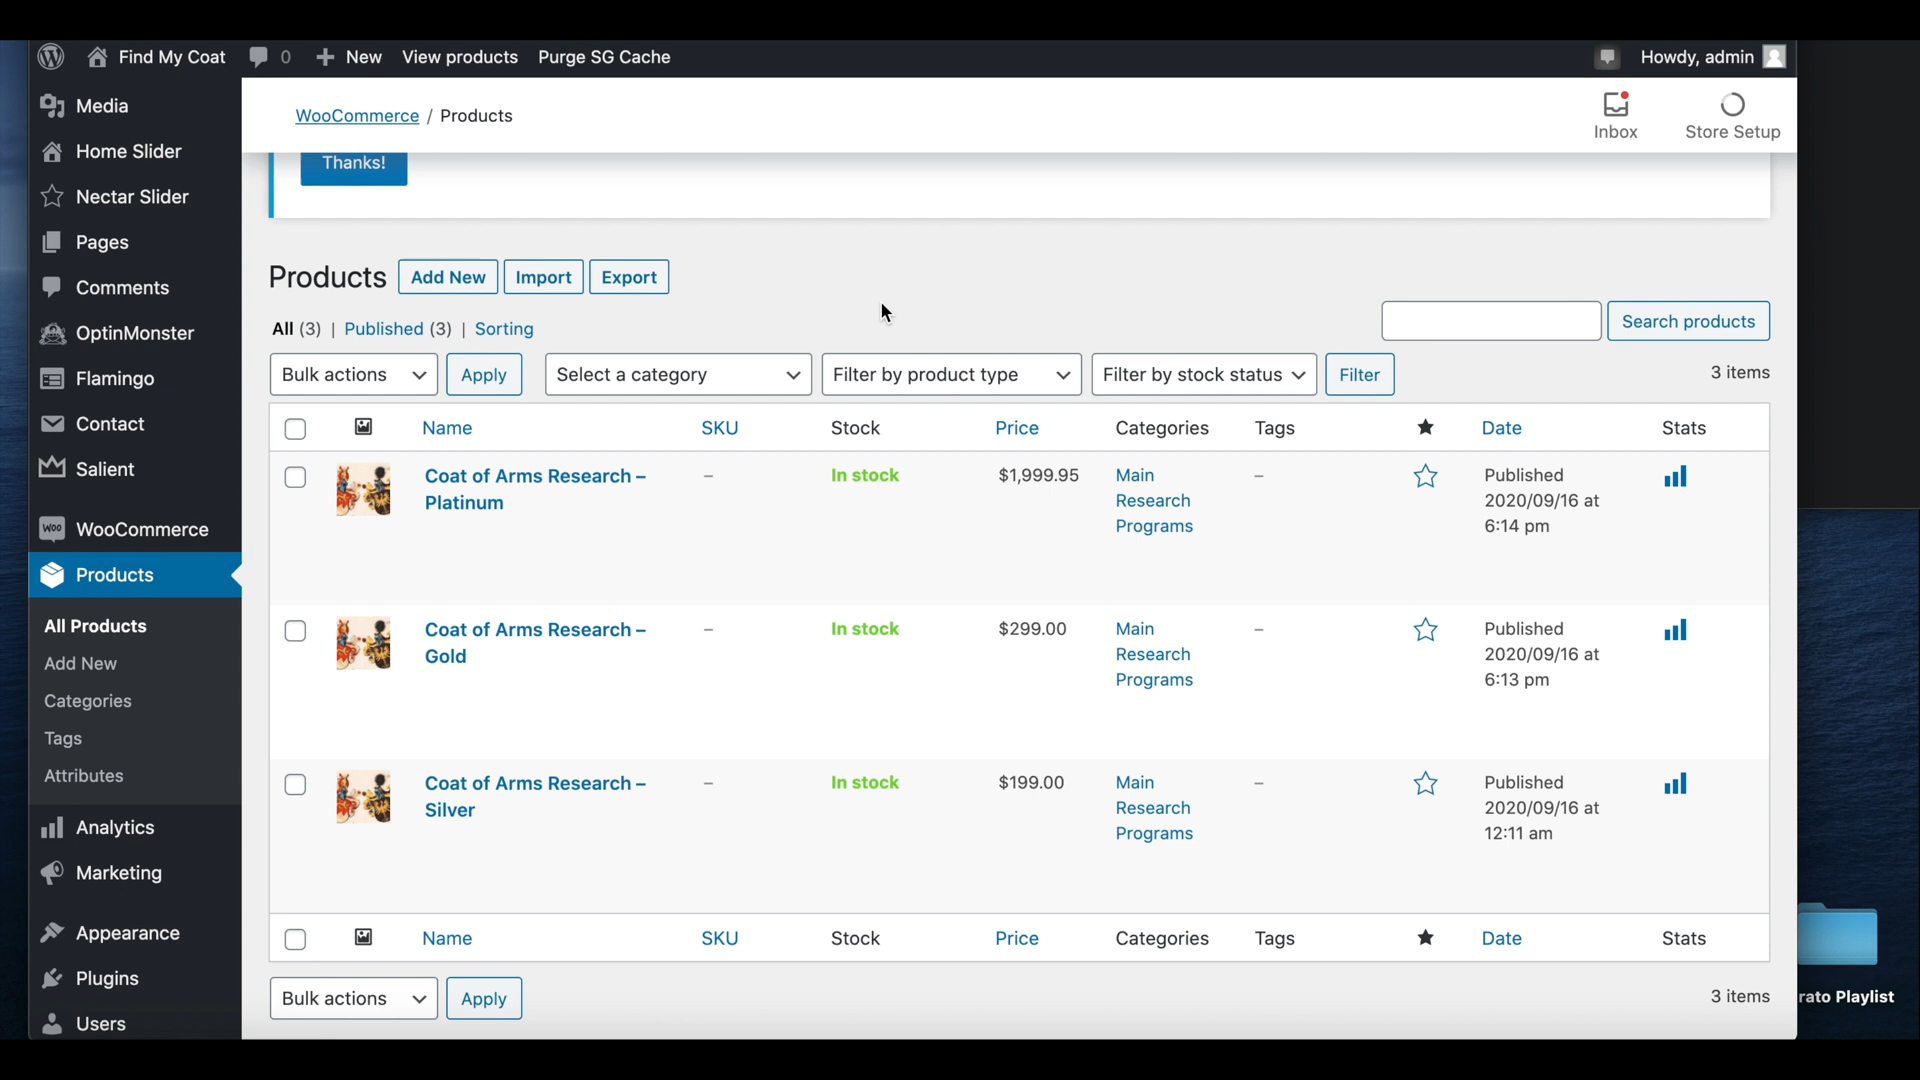 Find My Coat 0 New View products Purge SG Cache Howdy, admin
Media
Home Slider
Nectar Slider
Pages
Comments
OptinMonster
Flamingo
Contact
Salient
woo WooCommerce
Products
All Products
Add New
Categories
Tags
Attributes
Analytics
Marketing
Appearance
Plugins
Users
WooCommerce / Products
Inbox
Store Setup
Thanks!
Products Add New Import Export
All (3) | Published (3) | Sorting
Search products
Bulk actions Apply Select a category Filter by product type Filter by stock status Filter 3 items
Name SKU Stock Price Categories Tags Date Stats
Coat of Arms Research – – In stock $1,999.95 Main – Published
Platinum Research 2020/09/16 at
Programs 6:14 pm
Coat of Arms Research – – In stock $299.00 Main – Published
Gold Research 2020/09/16 at
Programs 6:13 pm
Coat of Arms Research – – In stock $199.00 Main – Published
Silver Research 2020/09/16 at
Programs 12:11 am
Name SKU Stock Price Categories Tags Date Stats
Bulk actions Apply 3 items
rato Playlist